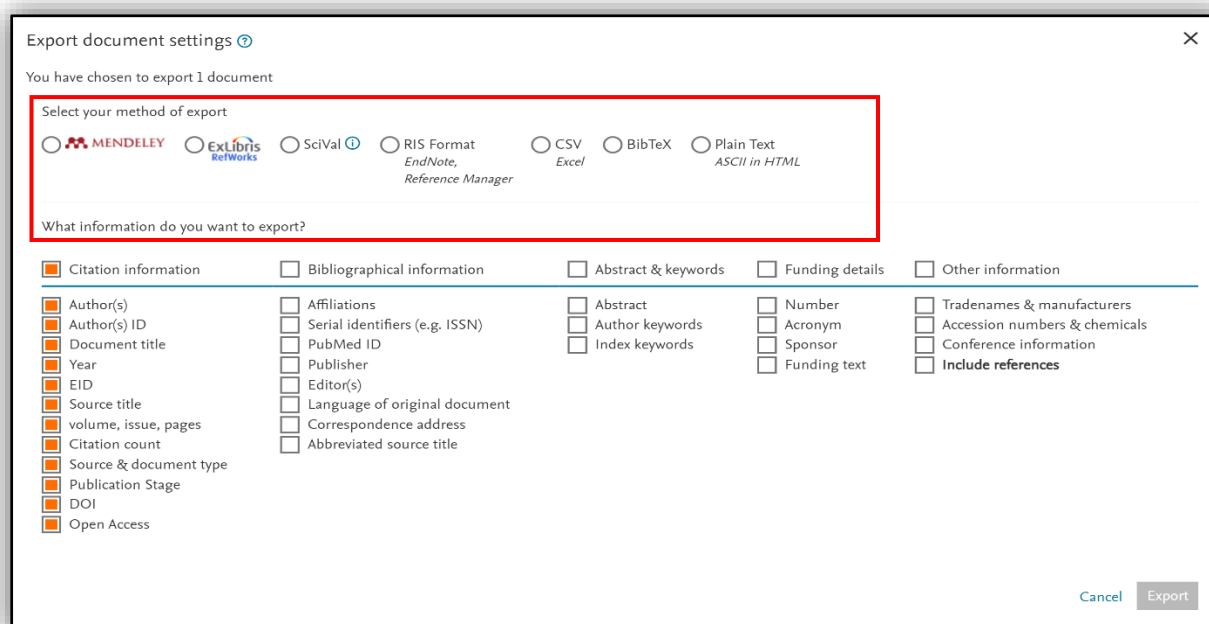 Export document settings ?
You have chosen to export 1 document
Select your method of export
MENDELEY ExLibris RefWorks SciVal i RIS Format CSV BibTeX Plain Text
EndNote, Excel ASCII in HTML
Reference Manager
What information do you want to export?
Citation information Bibliographical information Abstract & keywords Funding details Other information
Author(s) Affiliations Abstract Number Tradenames & manufacturers
Author(s) ID Serial identifiers (e.g. ISSN) Author keywords Acronym Accession numbers & chemicals
Document title PubMed ID Index keywords Sponsor Conference information
Year Publisher Funding text Include references
EID Editor(s)
Source title Language of original document
volume, issue, pages Correspondence address
Citation count Abbreviated source title
Source & document type
Publication Stage
DOI
Open Access
Cancel Export